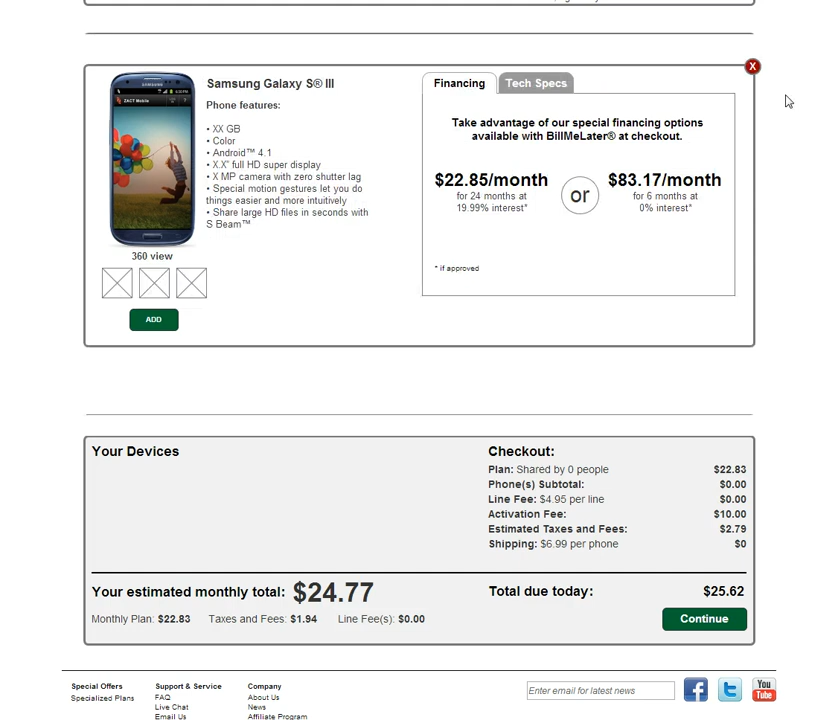 X
Samsung Galaxy S® III
Phone features:
• XX GB
• Color
• Android™ 4.1
• X.X" full HD super display
• X MP camera with zero shutter lag
• Special motion gestures let you do
things easier and more intuitively
• Share large HD files in seconds with
S Beam™
SAMSUNG
ZACT Mobile
360 view
ADD
Financing
Tech Specs
Take advantage of our special financing options
available with BillMeLater® at checkout.
$22.85/month
for 24 months at
19.99% interest*
or
$83.17/month
for 6 months at
0% interest*
* if approved
Your Devices
Checkout:
Plan: Shared by 0 people $22.83
Phone(s) Subtotal: $0.00
Line Fee: $4.95 per line $0.00
Activation Fee: $10.00
Estimated Taxes and Fees: $2.79
Shipping: $6.99 per phone $0
Your estimated monthly total: $24.77
Monthly Plan: $22.83 Taxes and Fees: $1.94 Line Fee(s): $0.00
Total due today: $25.62
Continue
Special Offers
Specialized Plans
Support & Service
FAQ
Live Chat
Email Us
Company
About Us
News
Affiliate Program
Enter email for latest news
f
t
You
Tube